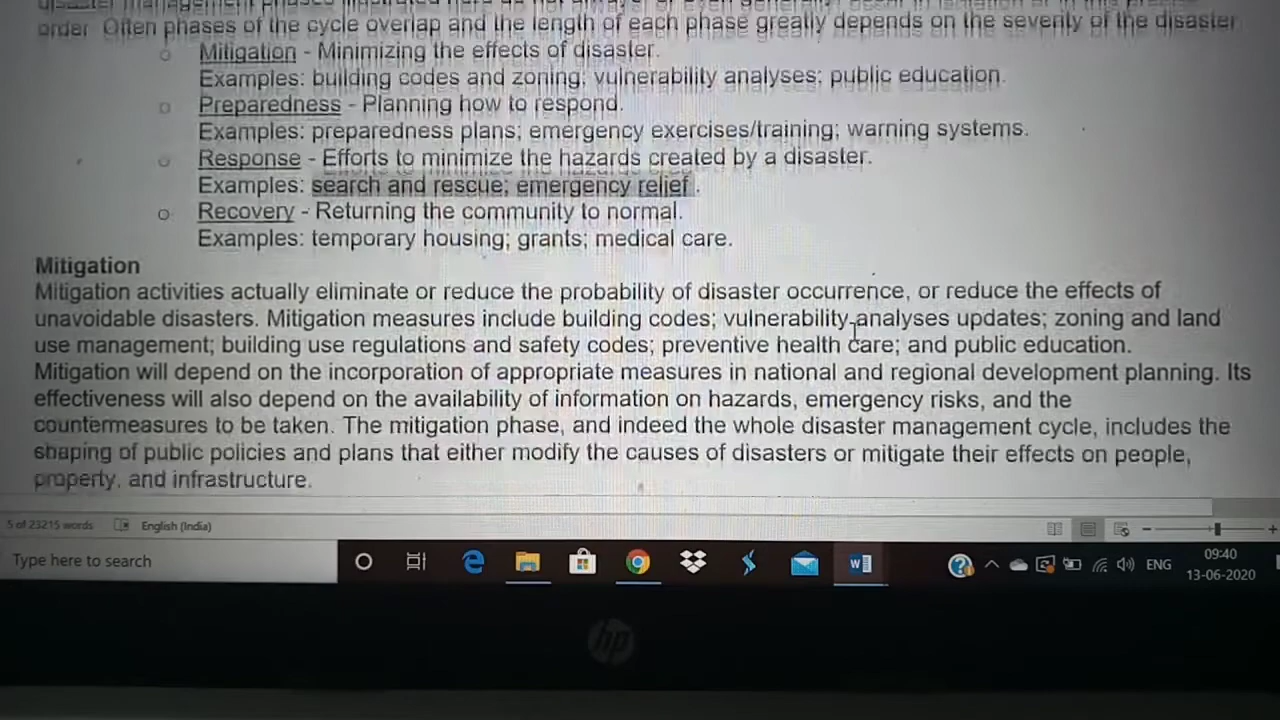 order. Often phases of the cycle overlap and the length of each phase greatly depends on the severity of the disaster.
o Mitigation - Minimizing the effects of disaster.
Examples: building codes and zoning; vulnerability analyses; public education.
o Preparedness - Planning how to respond.
Examples: preparedness plans; emergency exercises/training; warning systems.
o Response - Efforts to minimize the hazards created by a disaster.
Examples: search and rescue; emergency relief .
o Recovery - Returning the community to normal.
Examples: temporary housing; grants; medical care.
Mitigation
Mitigation activities actually eliminate or reduce the probability of disaster occurrence, or reduce the effects of
unavoidable disasters. Mitigation measures include building codes; vulnerability analyses updates; zoning and land
use management; building use regulations and safety codes; preventive health care; and public education.
Mitigation will depend on the incorporation of appropriate measures in national and regional development planning. Its
effectiveness will also depend on the availability of information on hazards, emergency risks, and the
countermeasures to be taken. The mitigation phase, and indeed the whole disaster management cycle, includes the
shaping of public policies and plans that either modify the causes of disasters or mitigate their effects on people,
property, and infrastructure.
5 of 23215 words English (India)
Type here to search ENG 09:40
13-06-2020
hp